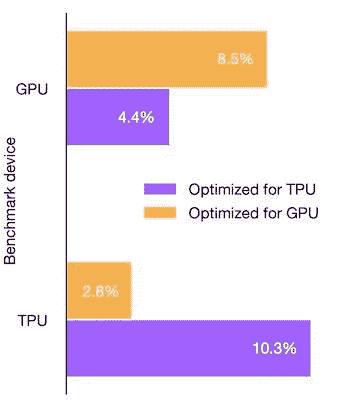 8.5%
GPU
4.4%
Benchmark device
Optimized for TPU
Optimized for GPU
2.8%
TPU
10.3%